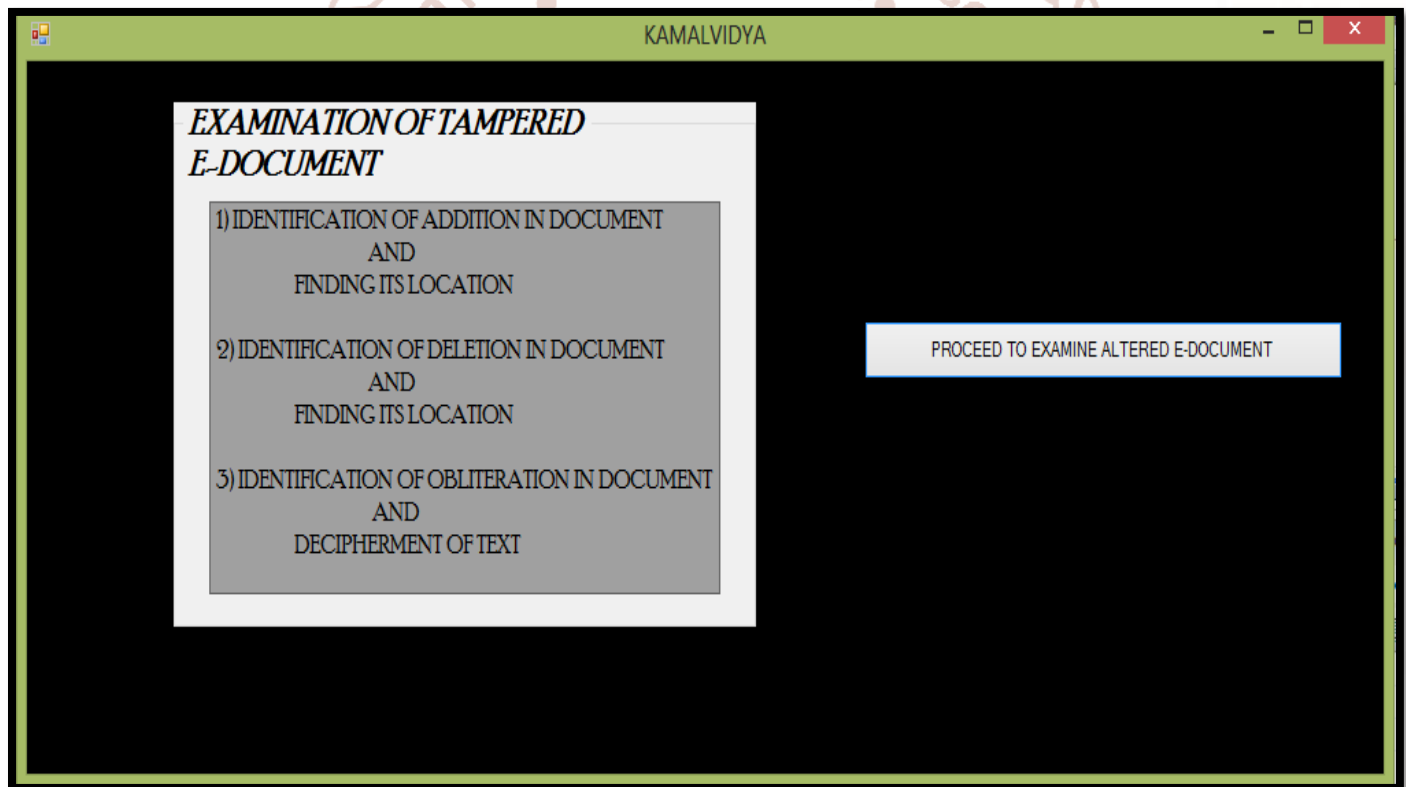 KAMALVIDYA
EXAMINATION OF TAMPERED
E-DOCUMENT
1) IDENTIFICATION OF ADDITION IN DOCUMENT
AND
FINDING ITS LOCATION
2) IDENTIFICATION OF DELETION IN DOCUMENT
AND
FINDING ITS LOCATION
3) IDENTIFICATION OF OBLITERATION IN DOCUMENT
AND
DECIPHERMENT OF TEXT
PROCEED TO EXAMINE ALTERED E-DOCUMENT